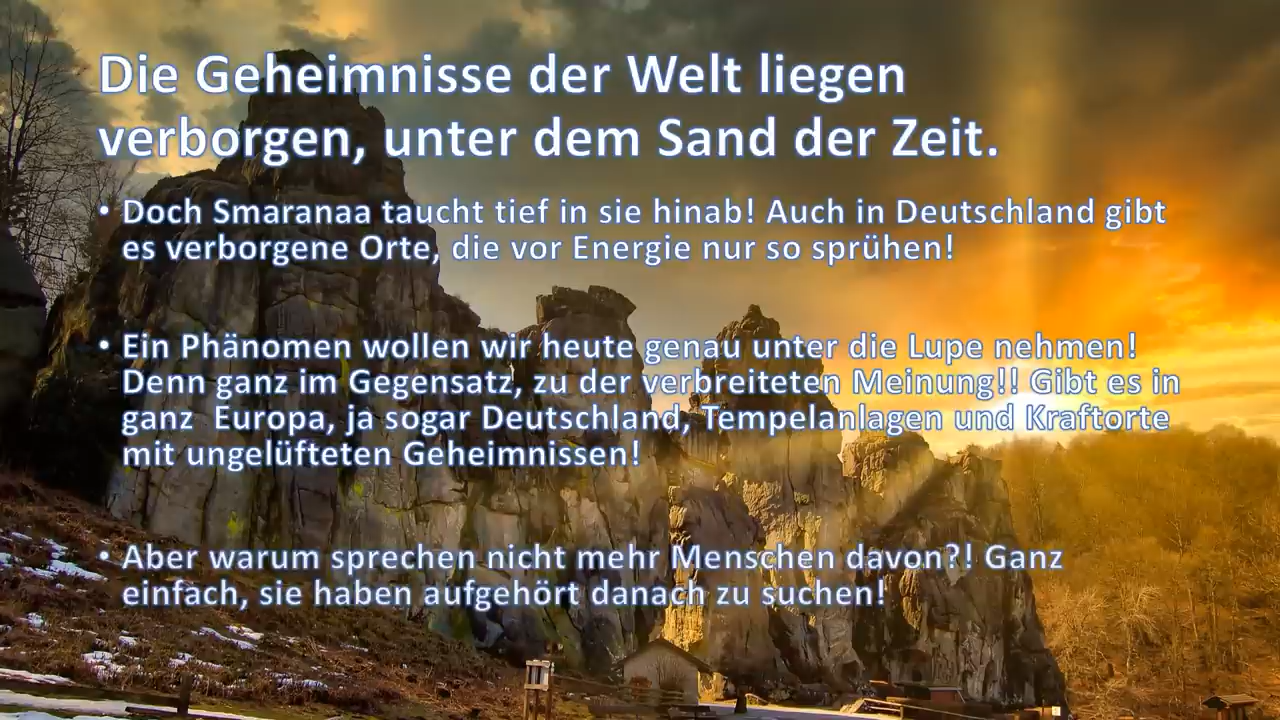 Die Geheimnisse der Welt liegen
verborgen, unter dem Sand der Zeit.
• Doch Smaranaa taucht tief in sie hinab! Auch in Deutschland gibt
es verborgene Orte, die vor Energie nur so sprühen!
• Ein Phänomen wollen wir heute genau unter die Lupe nehmen!
Denn ganz im Gegensatz, zu der verbreiteten Meinung!! Gibt es in
ganz  Europa, ja sogar Deutschland, Tempelanlagen und Kraftorte
mit ungelüfteten Geheimnissen!
• Aber warum sprechen nicht mehr Menschen davon?! Ganz
einfach, sie haben aufgehört danach zu suchen!